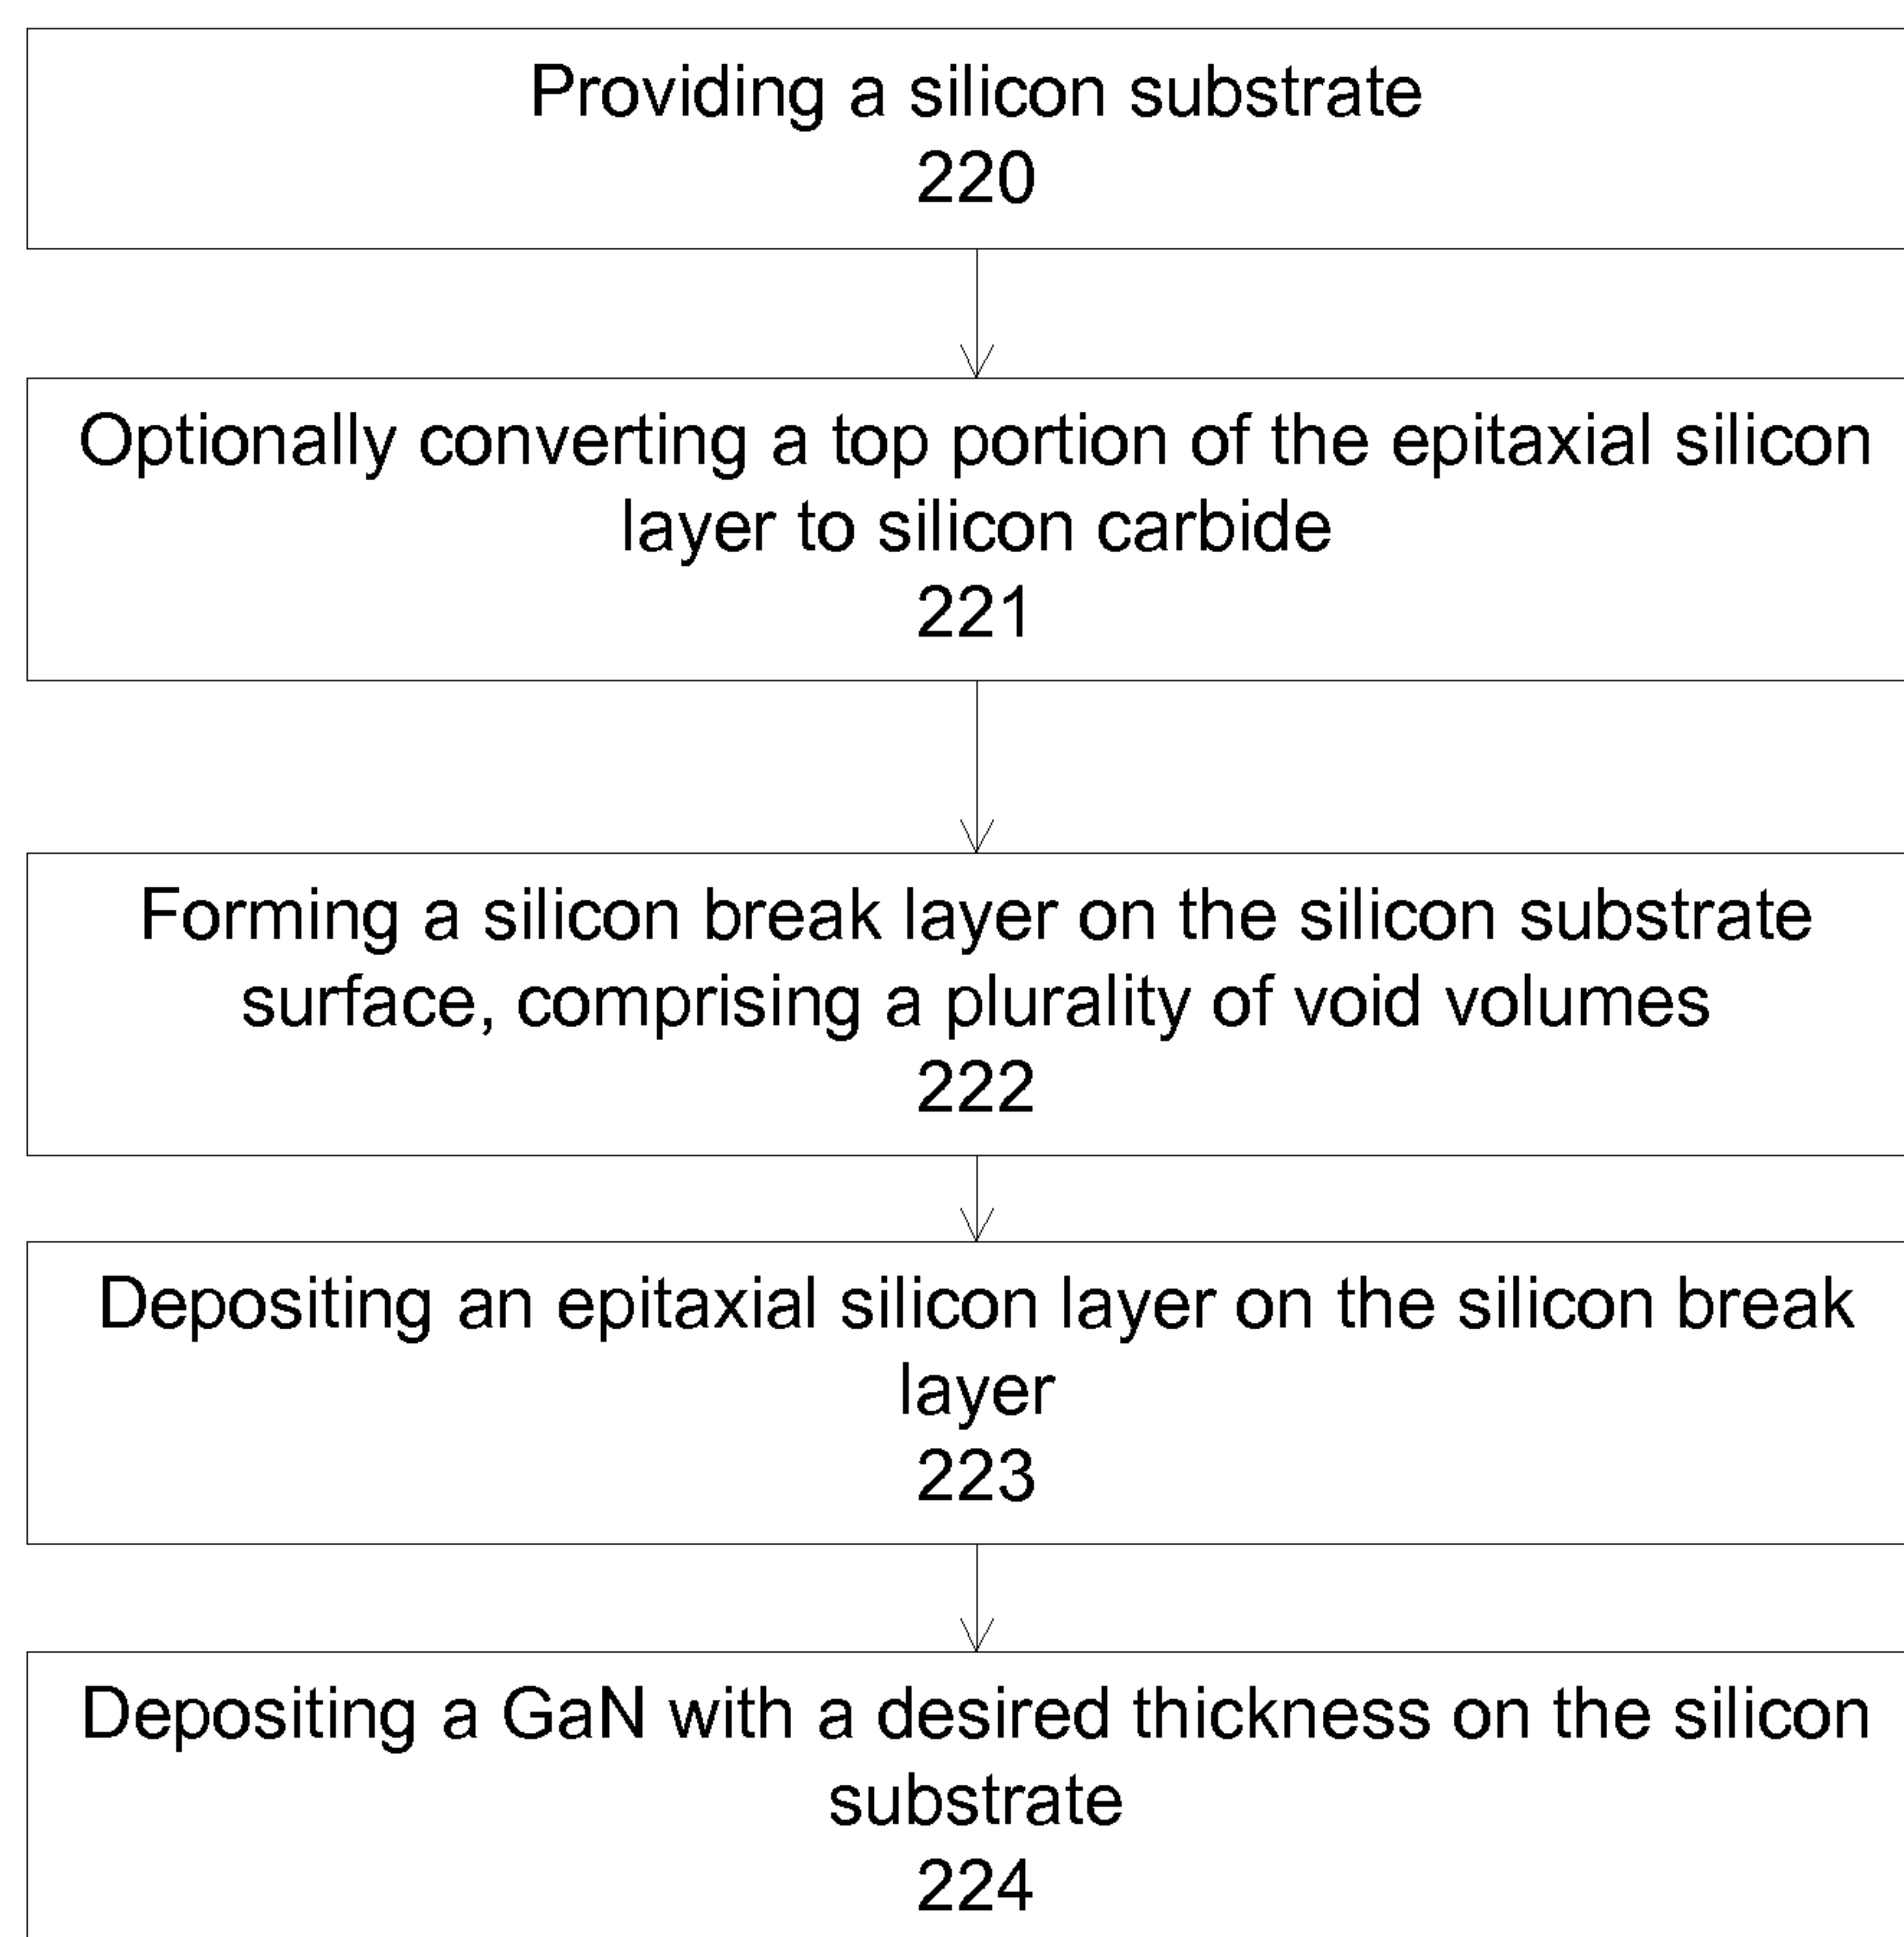 Providing a silicon substrate
220
Optionally converting a top portion of the epitaxial silicon
layer to silicon carbide
221
Forming a silicon break layer on the silicon substrate
surface, comprising a plurality of void volumes
222
Depositing an epitaxial silicon layer on the silicon break
layer
223
Depositing a GaN with a desired thickness on the silicon
substrate
224